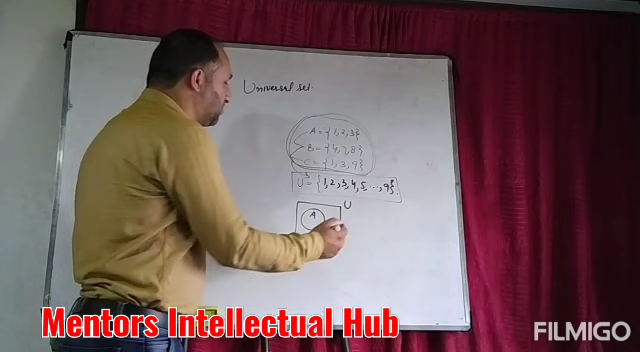 Universal set.
A = {1,2,3}
B = {4,7,8}
C = {1,3,9}
U = {1,2,3,4,5,...,9}
U
A
Mentors Intellectual Hub
FILMIGO